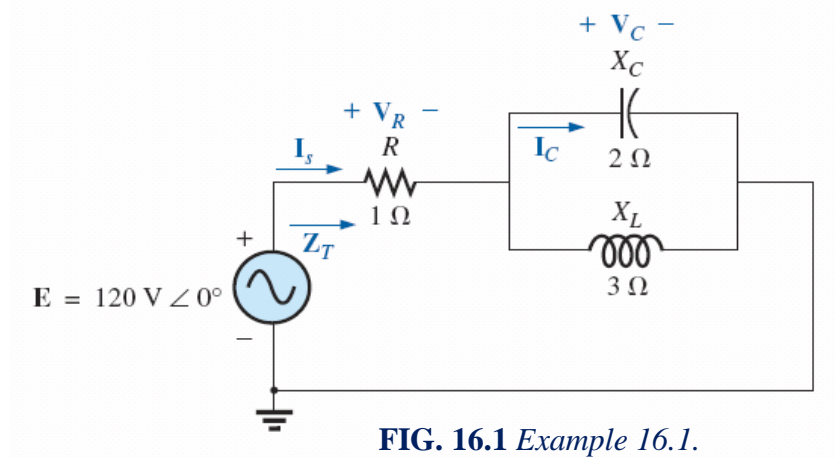 + V_C −
X_C
+ V_R −
R
I_s
I_C
2 Ω
1 Ω
X_L
Z_T
+
E = 120 V ∠ 0°
3 Ω
−
FIG. 16.1 Example 16.1.